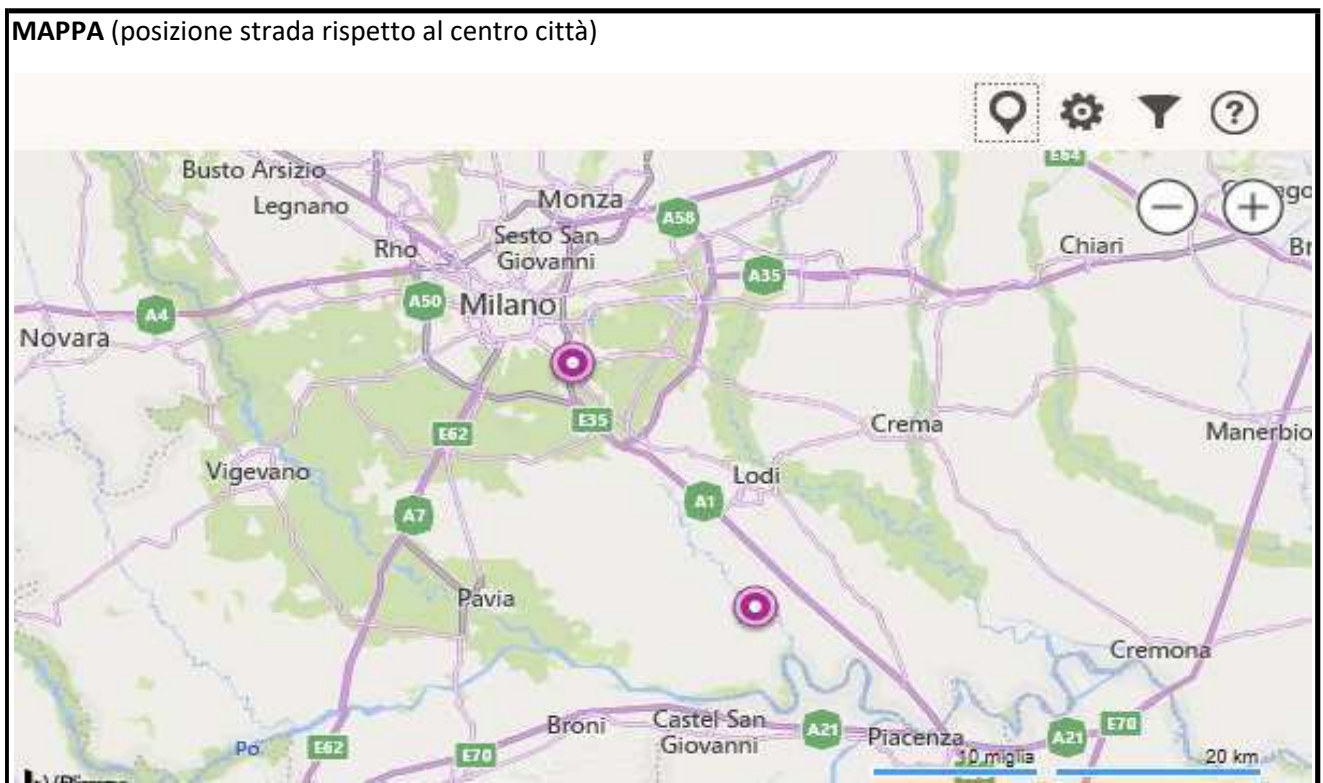 MAPPA (posizione strada rispetto al centro città)
?
E64
Busto Arsizio
Legnano
Monza
A58
Rho
Sesto San
Giovanni
Chiari
A35
A50
Milano
A4
Novara
E35
E62
Crema
Manerbio
Vigevano
Lodi
A1
A7
Pavia
Cremona
Broni
Castel San
Giovanni
A21
Piacenza
A21
E70
Po
E62
E70
10 miglia
20 km